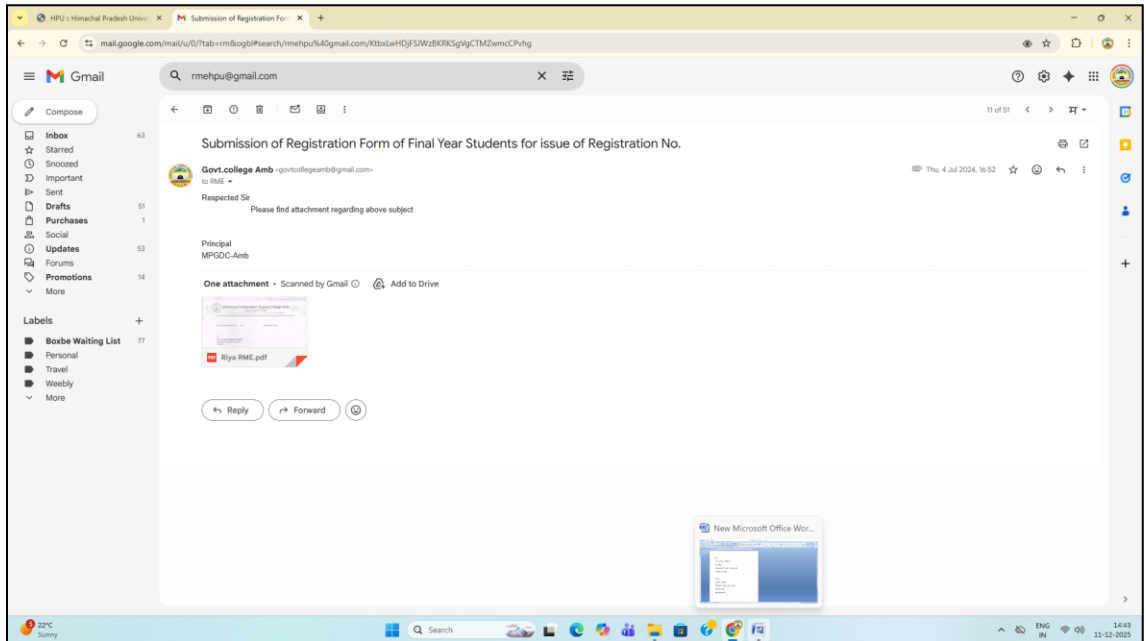 HPU :: Himachal Pradesh Univer
Submission of Registration For
mail.google.com/mail/u/0/?tab=rm&ogbl#search/rmehpu%40gmail.com/KtbxLwHDjFSJWzBKRKSgVgCTMZwmcCPvhg
Gmail
rmehpu@gmail.com
Compose
11 of 51
Inbox 63
Starred
Snoozed
Important
Sent
Drafts 51
Purchases 1
Social
Updates 53
Forums
Promotions 14
More
Labels
Boxbe Waiting List 77
Personal
Travel
Weebly
More
Submission of Registration Form of Final Year Students for issue of Registration No.
Govt.college Amb <govtcollegeamb@gmail.com>
Thu, 4 Jul 2024, 16:52
to RME
Respected Sir
Please find attachment regarding above subject
Principal
MPGDC-Amb
One attachment • Scanned by Gmail
Add to Drive
PDF
Riya RME.pdf
Reply
Forward
New Microsoft Office Wor...
22°C
Sunny
Search
ENG
IN
14:43
11-12-2025